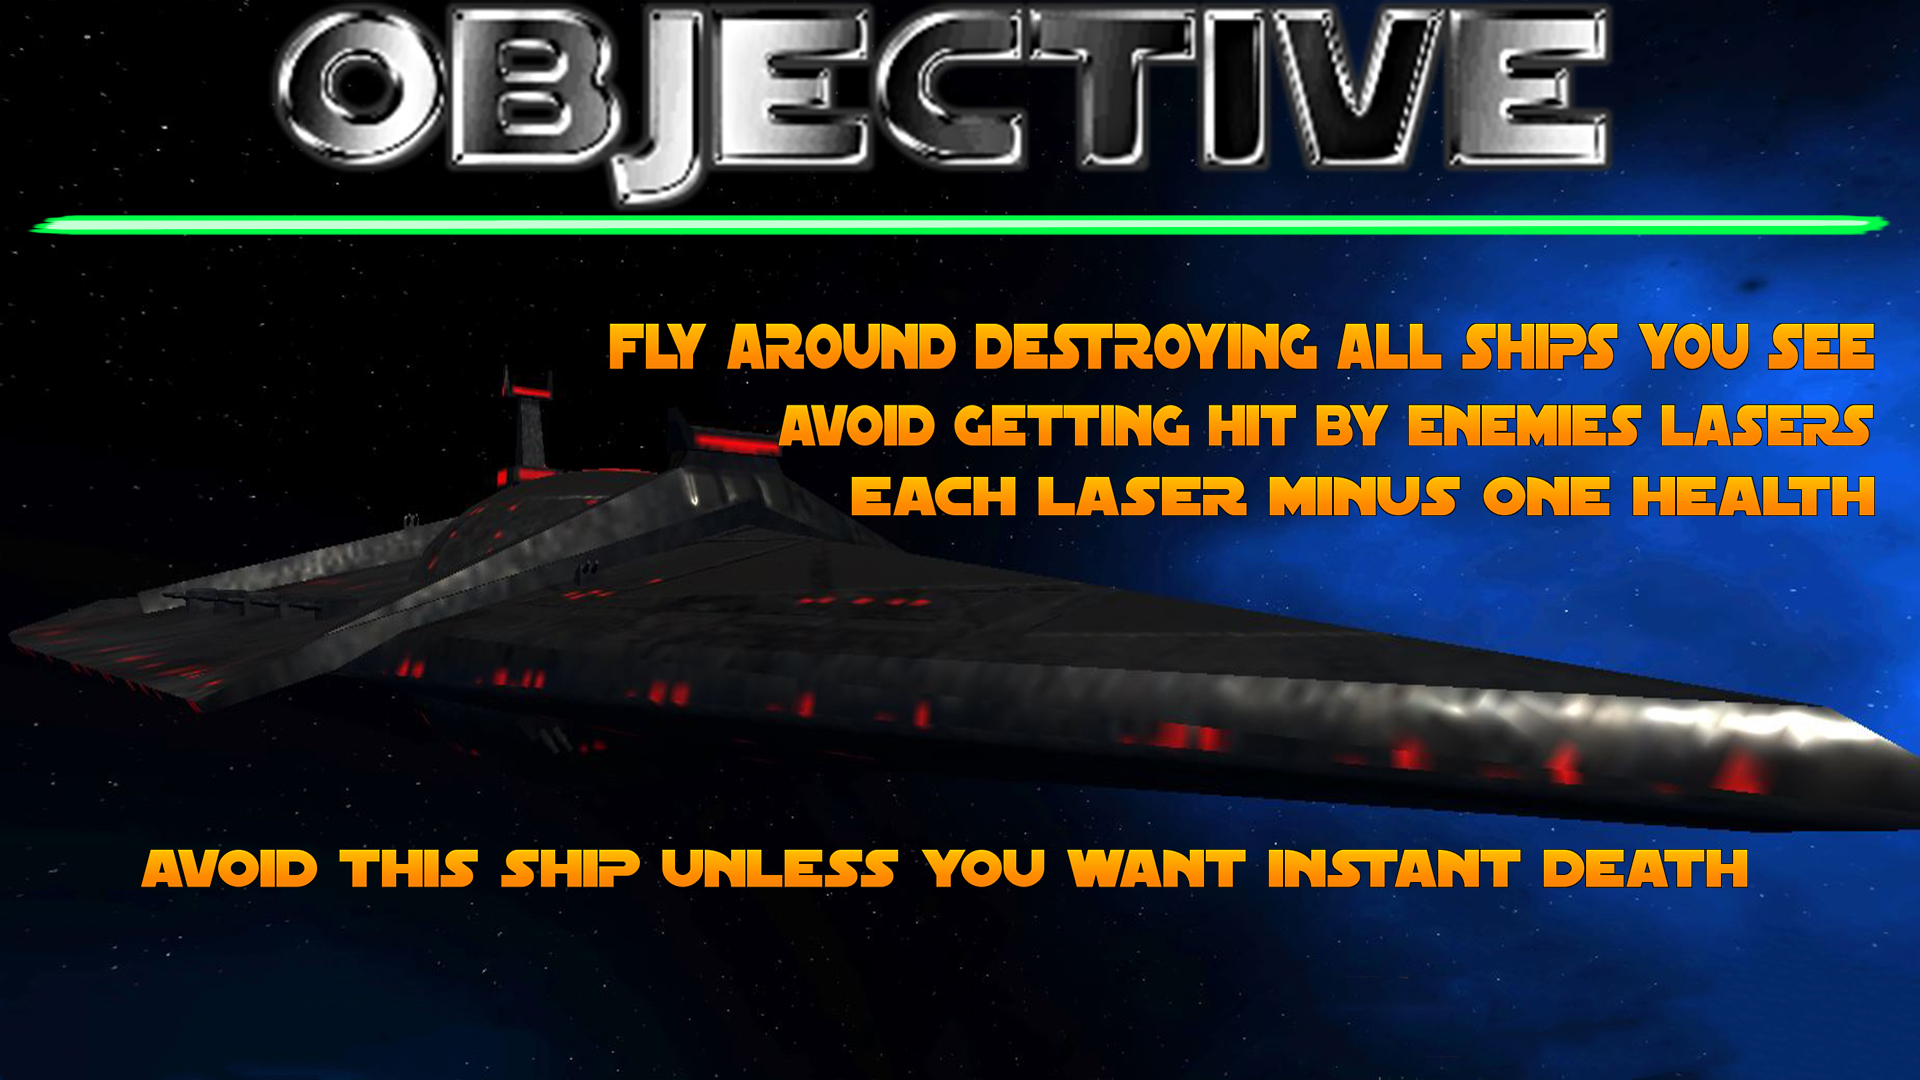 OBJECTIVE
FLY AROUND DESTROYING ALL SHIPS YOU SEE
AVOID GETTING HIT BY ENEMIES LASERS
EACH LASER MINUS ONE HEALTH
AVOID THIS SHIP UNLESS YOU WANT INSTANT DEATH